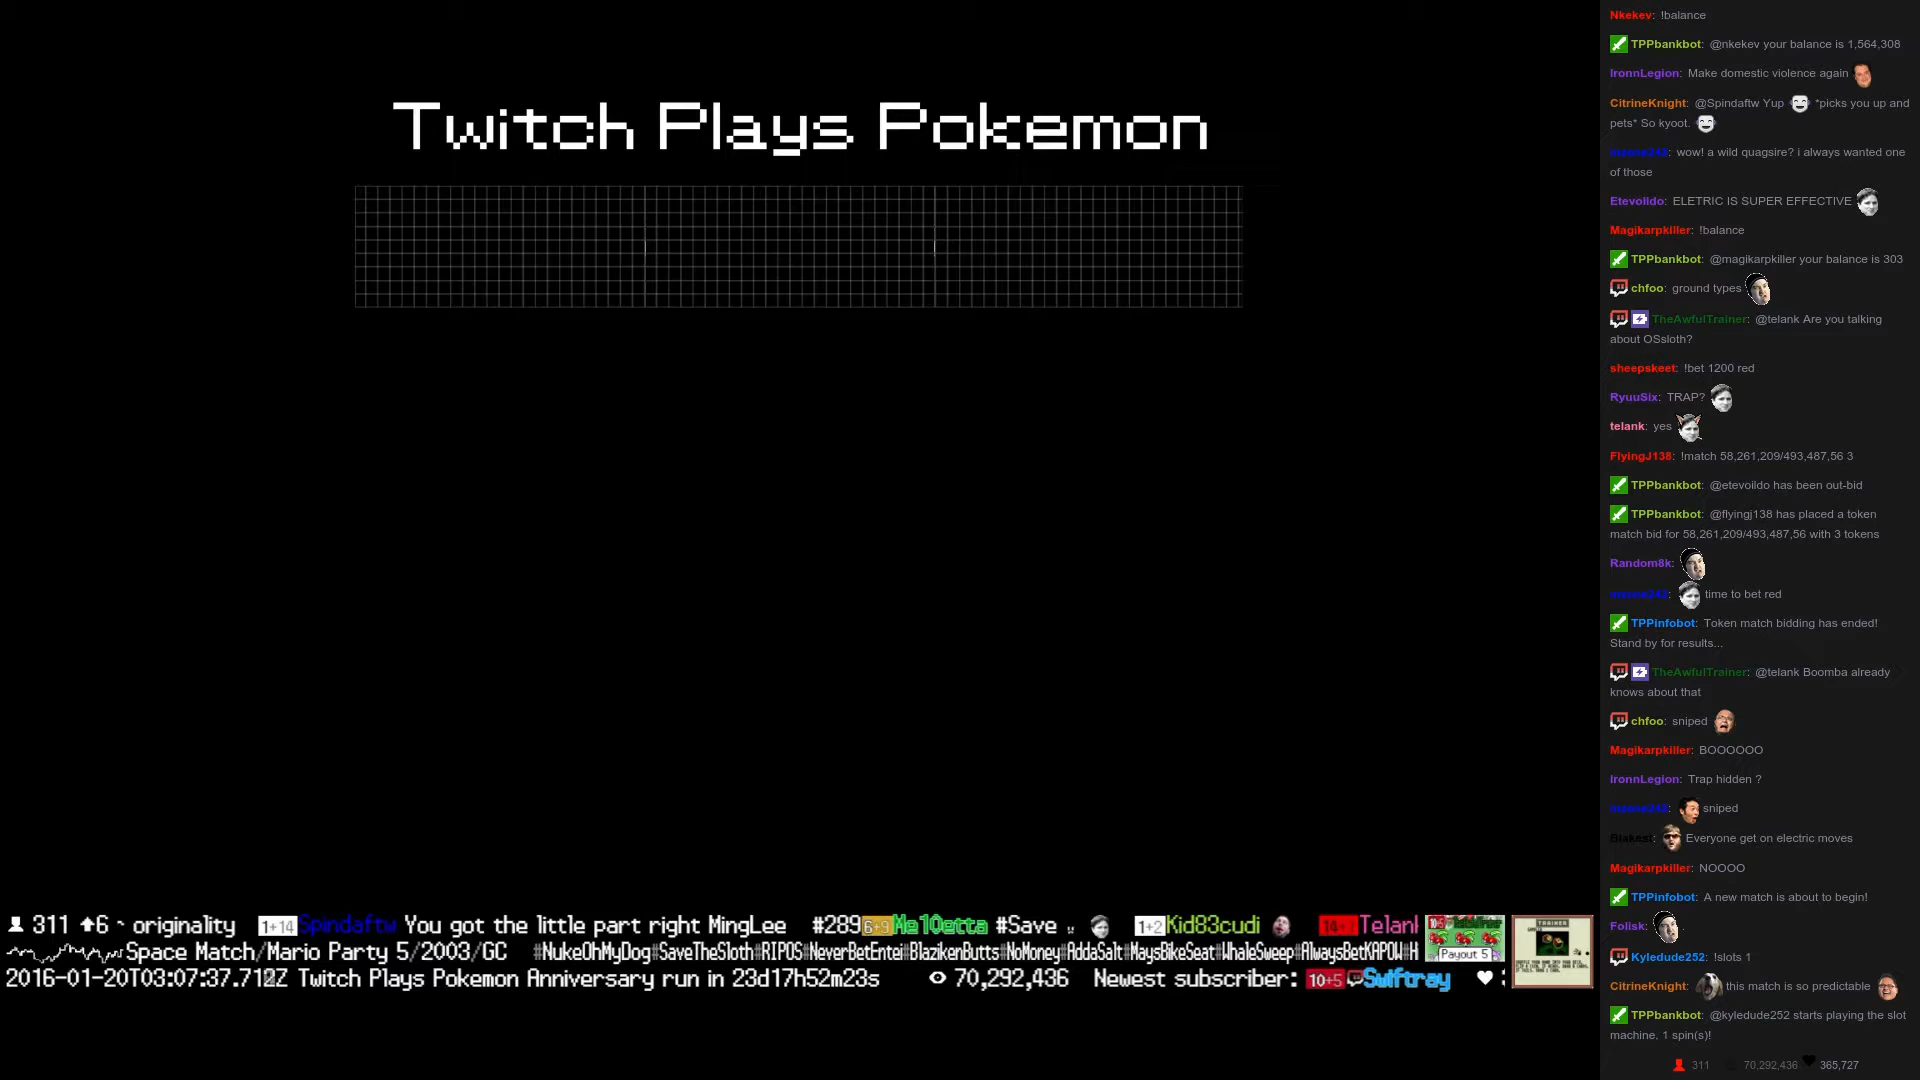 Twitch Plays Pokemon
311 6 originality 1+14 Spindaftw You got the little part right MingLee #289 6+9 Me10etta #Save 1+2 Kid83cudi 14+7 Telank
Space Match/Mario Party 5/2003/GC #NukeOhMyDog#SaveTheSloth#RIPOS#NeverBetEntei#BlazikenButts#NoMoney#AddaSalt#MaysBikeSeat#WhaleSweep#AlwaysBetKAPOW#H
Payout 5
TRAINER
2016-01-20T03:07:37.71 Z Twitch Plays Pokemon Anniversary run in 23d17h52m23s 70,292,436 Newest subscriber: 10+5 Swiftray
Nkekev: !balance
TPPbankbot: @nkekev your balance is 1,564,308
IronnLegion: Make domestic violence again
CitrineKnight: @Spindaftw Yup *picks you up and
pets* So kyoot.
wow! a wild quagsire? i always wanted one
of those
Etevoildo: ELETRIC IS SUPER EFFECTIVE
Magikarpkiller: !balance
TPPbankbot: @magikarpkiller your balance is 303
chfoo: ground types
TheAwfulTrainer: @telank Are you talking
about OSsloth?
sheepskeet: !bet 1200 red
RyuuSix: TRAP?
telank: yes
FlyingJ138: !match 58,261,209/493,487,56 3
TPPbankbot: @etevoildo has been out-bid
TPPbankbot: @flyingj138 has placed a token
match bid for 58,261,209/493,487,56 with 3 tokens
Random8k:
time to bet red
TPPinfobot: Token match bidding has ended!
Stand by for results...
TheAwfulTrainer: @telank Boomba already
knows about that
chfoo: sniped
Magikarpkiller: BOOOOOO
IronnLegion: Trap hidden ?
sniped
Everyone get on electric moves
Magikarpkiller: NOOOO
TPPinfobot: A new match is about to begin!
Folisk: .
Kyledude252: !slots 1
CitrineKnight: this match is so predictable
TPPbankbot: @kyledude252 starts playing the slot
machine. 1 spin(s)!
311 70,292,436 365,727